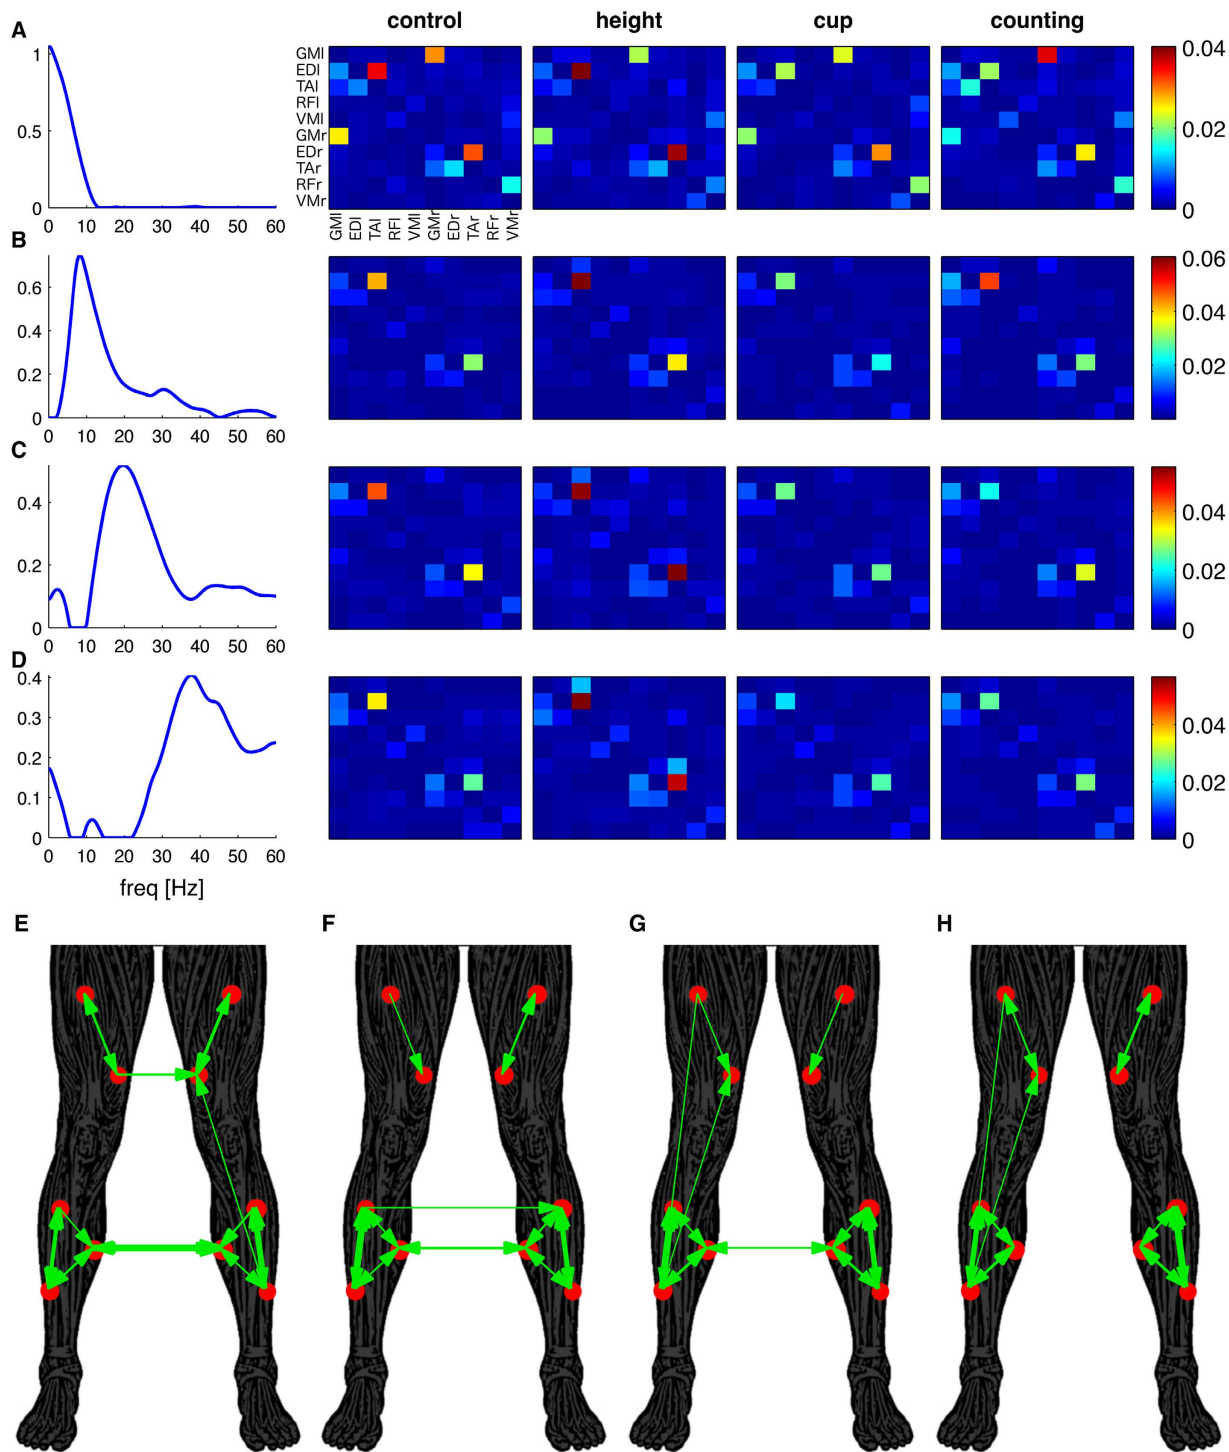 control height cup counting
A
1
0.5
0
0 10 20 30 40 50 60
GMl
EDl
TAl
RFl
VMl
GMr
EDr
TAr
RFr
VMr
GMl EDl TAl RFl VMl GMr EDr TAr RFr VMr
0.04
0.02
0
B
0.6
0.4
0.2
0
0 10 20 30 40 50 60
0.06
0.04
0.02
C
0.4
0.2
0
0 10 20 30 40 50 60
0.04
0.02
0
D
0.4
0.3
0.2
0.1
0
0 10 20 30 40 50 60
freq [Hz]
0.04
0.02
0
E F G H